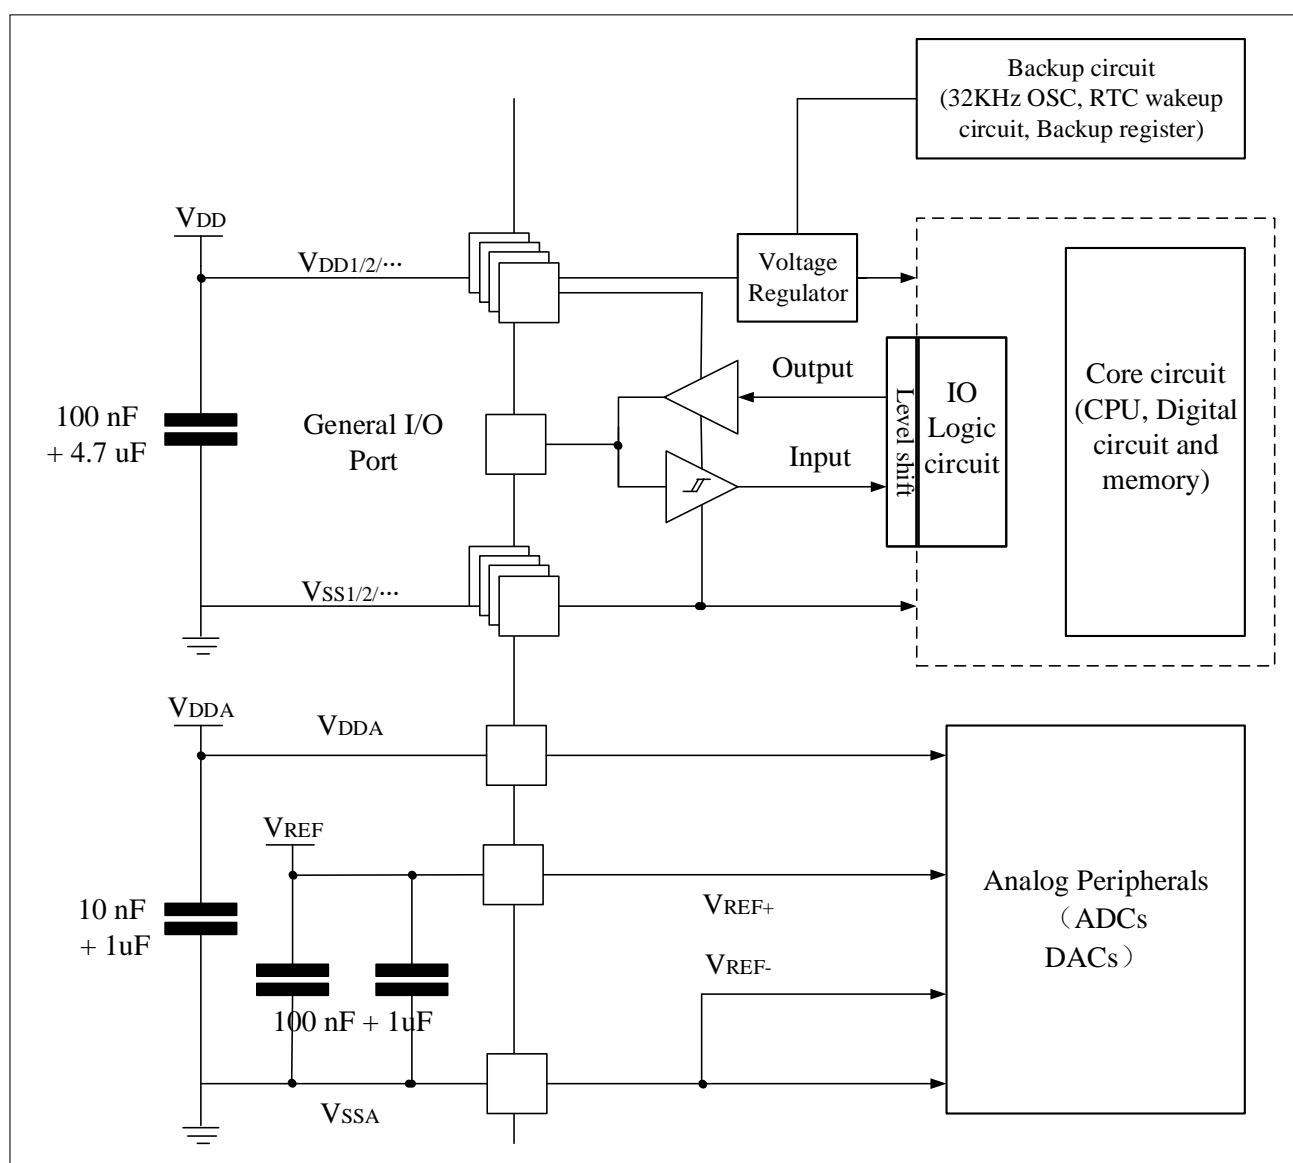 Backup circuit
(32KHz OSC, RTC wakeup
circuit, Backup register)
VDD
VDD1/2/···
Voltage
Regulator
100 nF
+ 4.7 uF
General I/O
Port
Output
Input
Level shift
IO
Logic
circuit
Core circuit
(CPU, Digital
circuit and
memory)
VSS1/2/···
VDDA
VDDA
VREF
10 nF
+ 1uF
VREF+
VREF-
100 nF + 1uF
VSSA
Analog Peripherals
（ADCs
DACs）